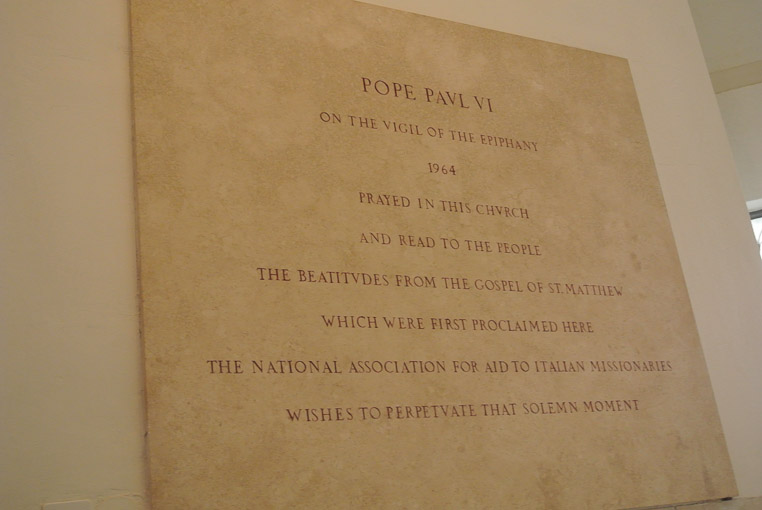 POPE PAVL VI
ON THE VIGIL OF THE EPIPHANY
1964
PRAYED IN THIS CHVRCH
AND READ TO THE PEOPLE
THE BEATITVDES FROM THE GOSPEL OF ST. MATTHEW
WHICH WERE FIRST PROCLAIMED HERE
THE NATIONAL ASSOCIATION FOR AID TO ITALIAN MISSIONARIES
WISHES TO PERPETVATE THAT SOLEMN MOMENT